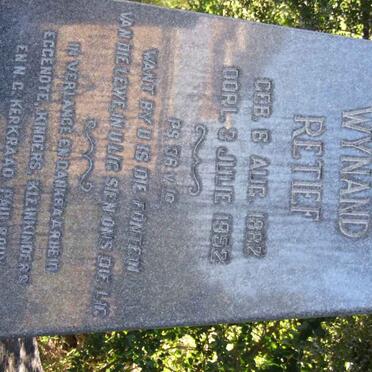 WYNAND
RETIEF
GEB. 6 AUG. 1882
OORL. 3 JULIE 1952
PS. 36 V. 10
WANT BY U IS DIE FONTEIN
VAN DIE LEWE; IN U LIG SIEN ONS DIE LIG
IN VERLANGE EN DANKBAARHEID
EGGENOTE, KINDERS, KLEINKINDERS
EN N.G. KERKRAAD